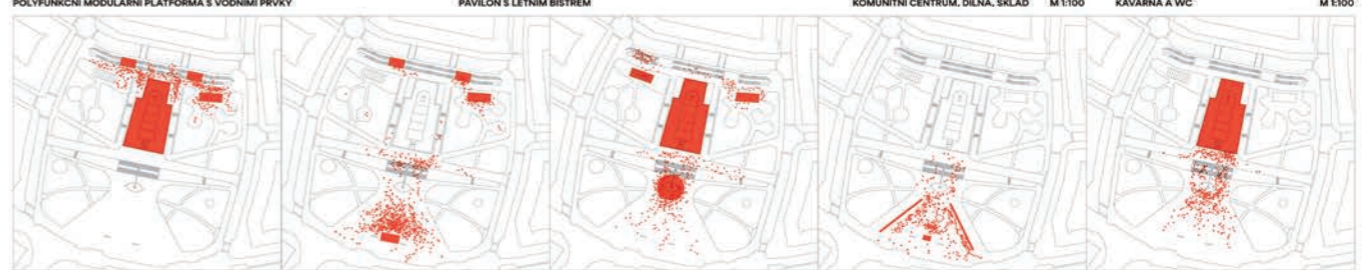 POLYFUNKČNÍ MODULÁRNÍ PLATFORMA S VODNÍMI PRVKY
PAVILON S LETNÍM BISTREM
KOMUNITNÍ CENTRUM, DÍLNA, SKLAD M 1:100
KAVÁRNA A WC M 1:100